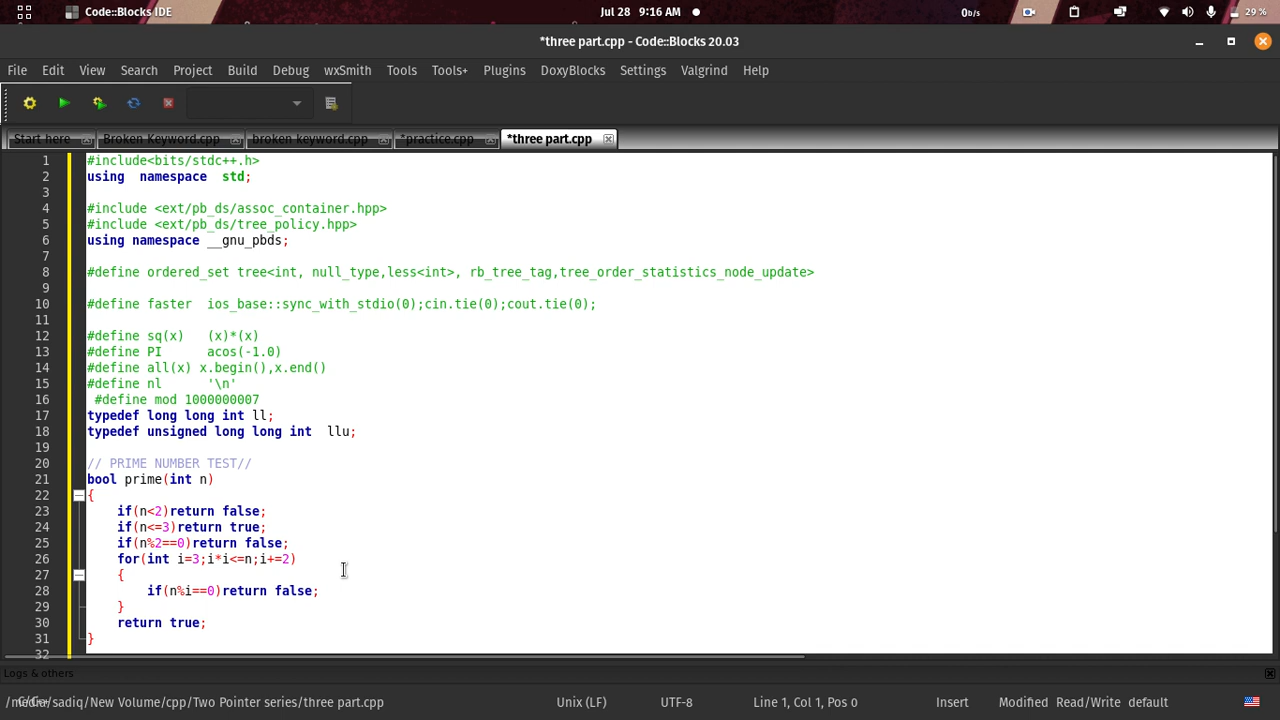 Code::Blocks IDE
Jul 28 9:16 AM
0b/s
29 %
*three part.cpp - Code::Blocks 20.03
File Edit View Search Project Build Debug wxSmith Tools Tools+ Plugins DoxyBlocks Settings Valgrind Help
Start here Broken Keyword.cpp broken keyword.cpp *practice.cpp *three part.cpp
1 #include<bits/stdc++.h>
2 using  namespace  std;
3
4 #include <ext/pb_ds/assoc_container.hpp>
5 #include <ext/pb_ds/tree_policy.hpp>
6 using namespace __gnu_pbds;
7
8 #define ordered_set tree<int, null_type,less<int>, rb_tree_tag,tree_order_statistics_node_update>
9
10 #define faster  ios_base::sync_with_stdio(0);cin.tie(0);cout.tie(0);
11
12 #define sq(x)   (x)*(x)
13 #define PI      acos(-1.0)
14 #define all(x) x.begin(),x.end()
15 #define nl      '\n'
16  #define mod 1000000007
17 typedef long long int ll;
18 typedef unsigned long long int  llu;
19
20 // PRIME NUMBER TEST//
21 bool prime(int n)
22 {
23     if(n<2)return false;
24     if(n<=3)return true;
25     if(n%2==0)return false;
26     for(int i=3;i*i<=n;i+=2)
27     {
28         if(n%i==0)return false;
29     }
30     return true;
31 }
32
Logs & others
/media/sadiq/New Volume/cpp/Two Pointer series/three part.cpp Unix (LF) UTF-8 Line 1, Col 1, Pos 0 Insert Modified Read/Write default